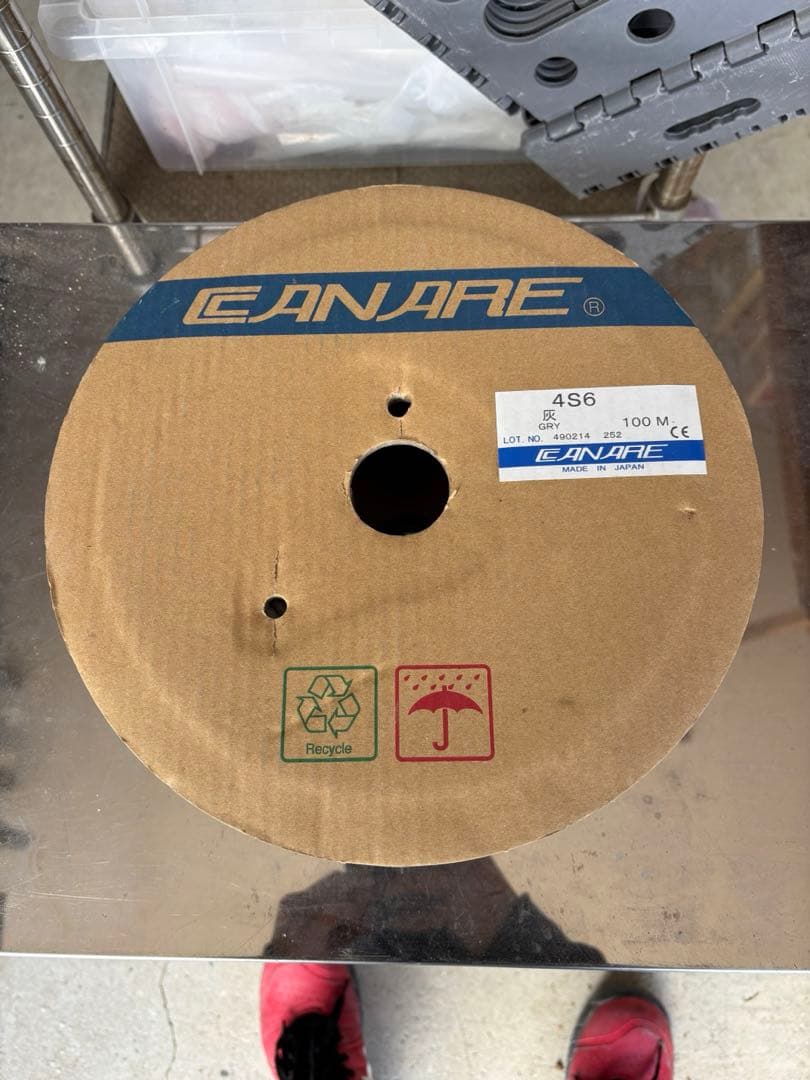 CANARE ®
4S6
灰
GRY 100 M.
LOT. NO. 490214 252 CE
CANARE
MADE IN JAPAN
Recycle